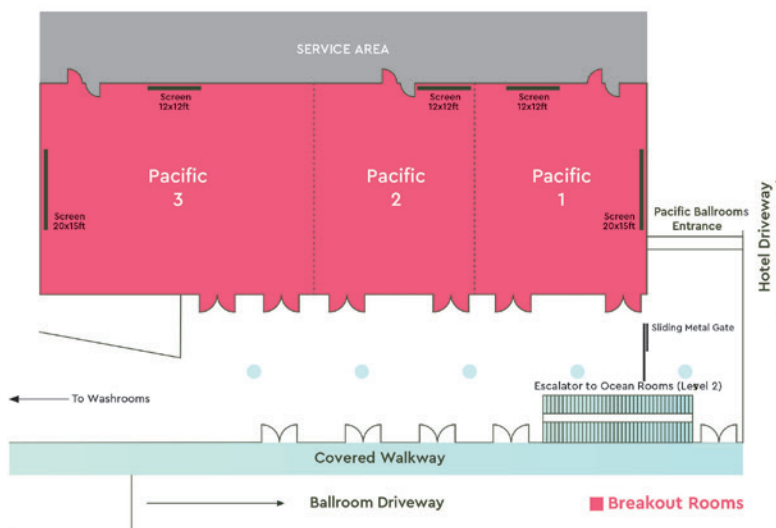 SERVICE AREA
Screen
12x12ft
Screen
12x12ft
Screen
12x12ft
Pacific
3
Pacific
2
Pacific
1
Screen
20x15ft
Screen
20x15ft
Pacific Ballrooms
Entrance
Hotel Driveway
Sliding Metal Gate
Escalator to Ocean Rooms (Level 2)
To Washrooms
Covered Walkway
Ballroom Driveway
Breakout Rooms